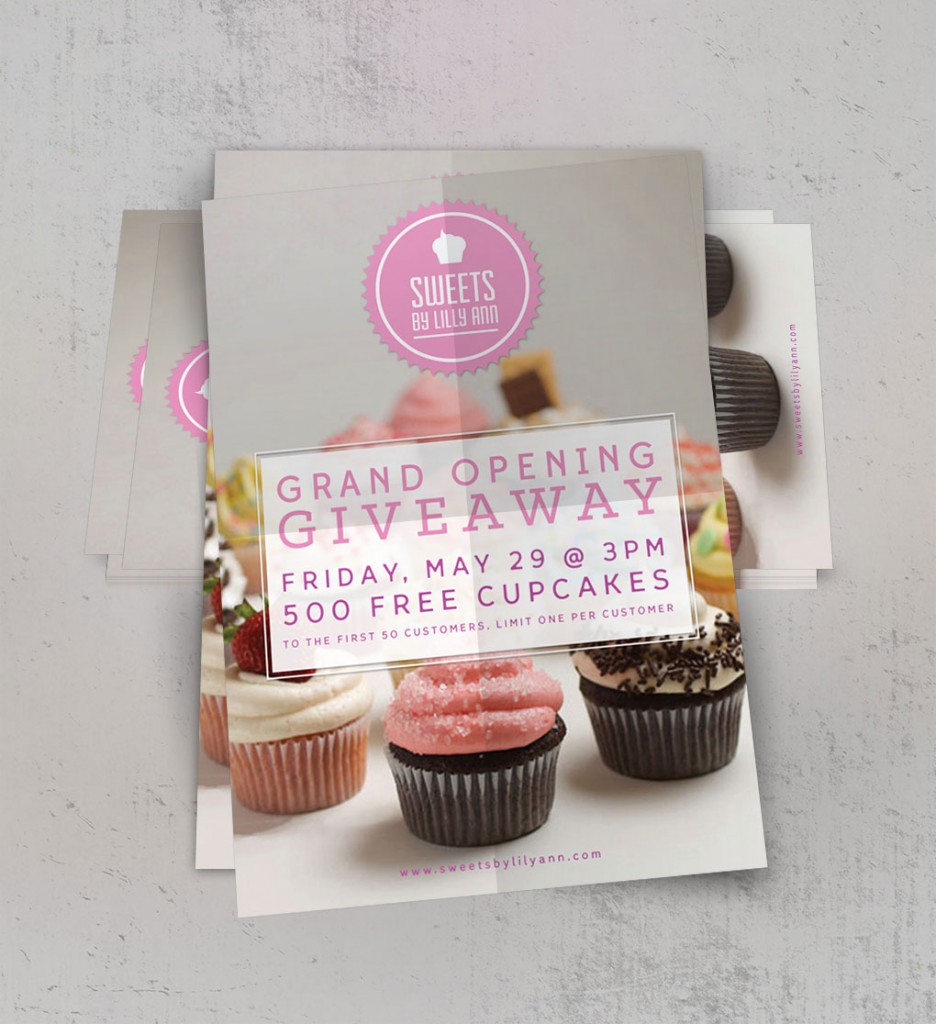 SWEETS
BY LILLY ANN
GRAND OPENING
GIVEAWAY
FRIDAY, MAY 29 @ 3PM
500 FREE CUPCAKES
TO THE FIRST 50 CUSTOMERS, LIMIT ONE PER CUSTOMER
www.sweetsbylilyann.com
www.sweetsbylilyann.com